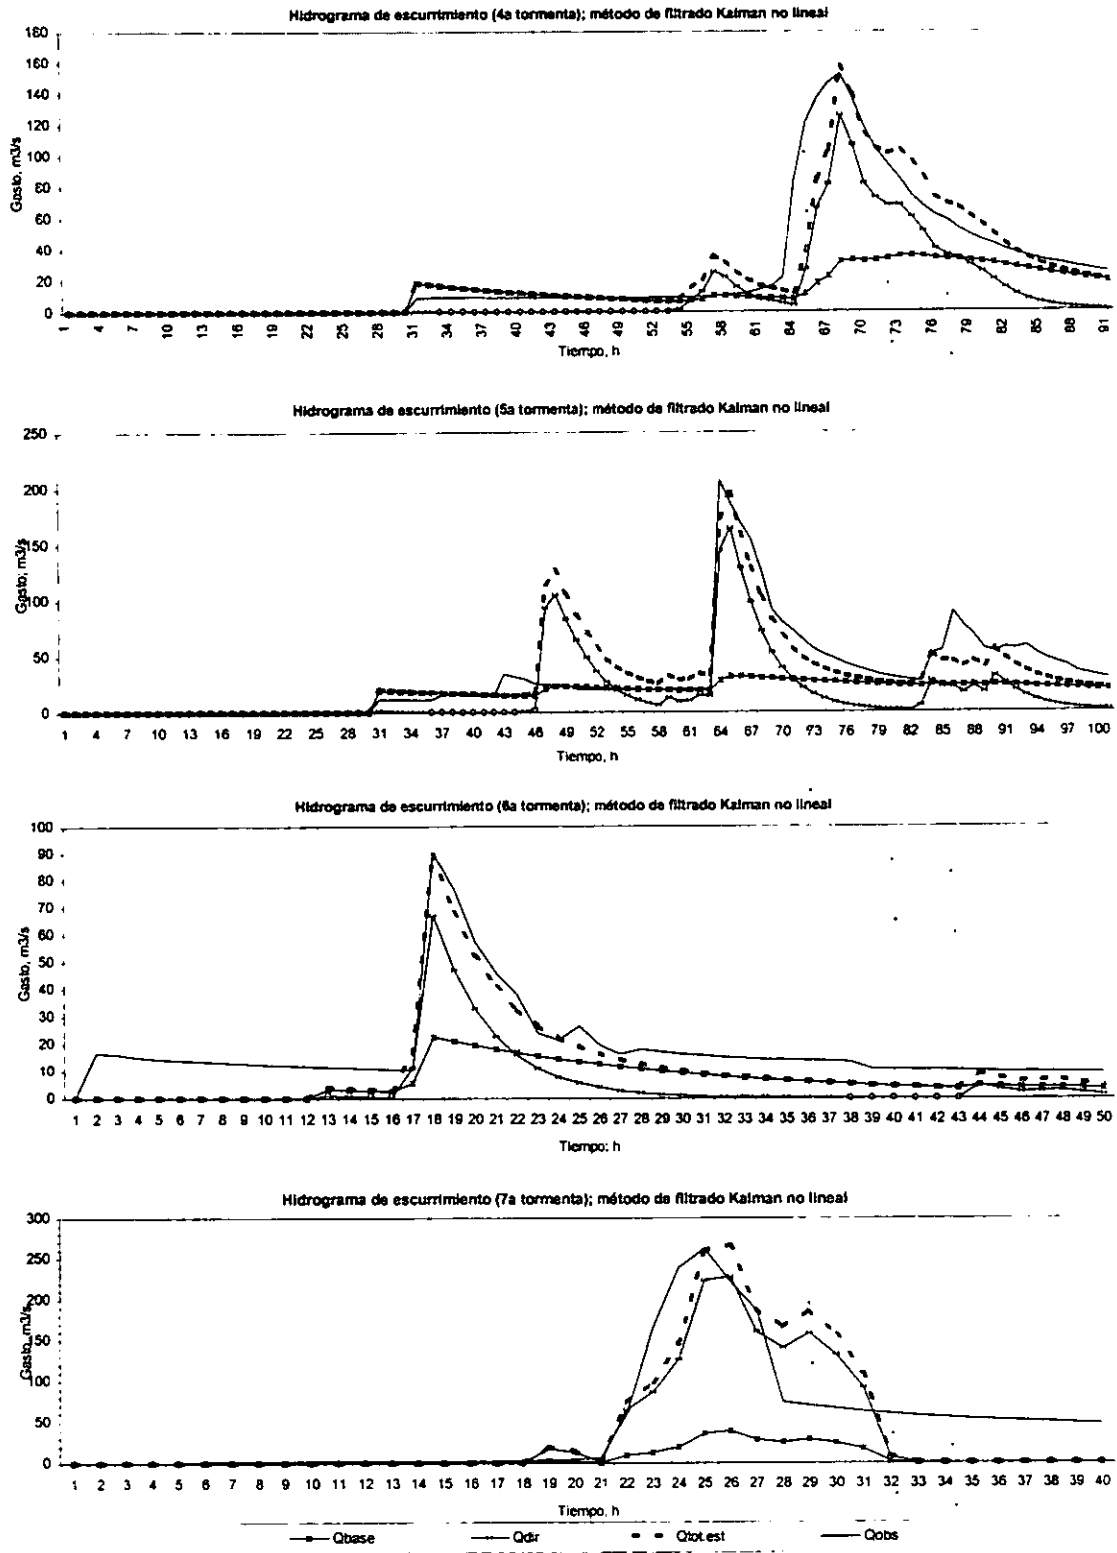 Hidrograma de escurrimiento (4a tormenta); método de filtrado Kalman no lineal
180
160
140
120
100
80
60
40
20
0
Gasto, m3/s
1 4 7 10 13 16 19 22 25 28 31 34 37 40 43 46 49 52 55 58 61 64 67 70 73 76 79 82 85 88 91
Tiempo, h
Hidrograma de escurrimiento (5a tormenta); método de filtrado Kalman no lineal
250
200
150
100
50
0
Gasto; m3/s
1 4 7 10 13 16 19 22 25 28 31 34 37 40 43 46 49 52 55 58 61 64 67 70 73 76 79 82 85 88 91 94 97 100
Tiempo, h
Hidrograma de escurrimiento (6a tormenta); método de filtrado Kalman no lineal
100
90
80
70
60
50
40
30
20
10
0
Gasto, m3/s
1 2 3 4 5 6 7 8 9 10 11 12 13 14 15 16 17 18 19 20 21 22 23 24 25 26 27 28 29 30 31 32 33 34 35 36 37 38 39 40 41 42 43 44 45 46 47 48 49 50
Tiempo; h
Hidrograma de escurrimiento (7a tormenta); método de filtrado Kalman no lineal
300
250
200
150
100
50
0
Gasto, m3/s
1 2 3 4 5 6 7 8 9 10 11 12 13 14 15 16 17 18 19 20 21 22 23 24 25 26 27 28 29 30 31 32 33 34 35 36 37 38 39 40
Tiempo, h
Qbase Qdir Qtot.est Qobs